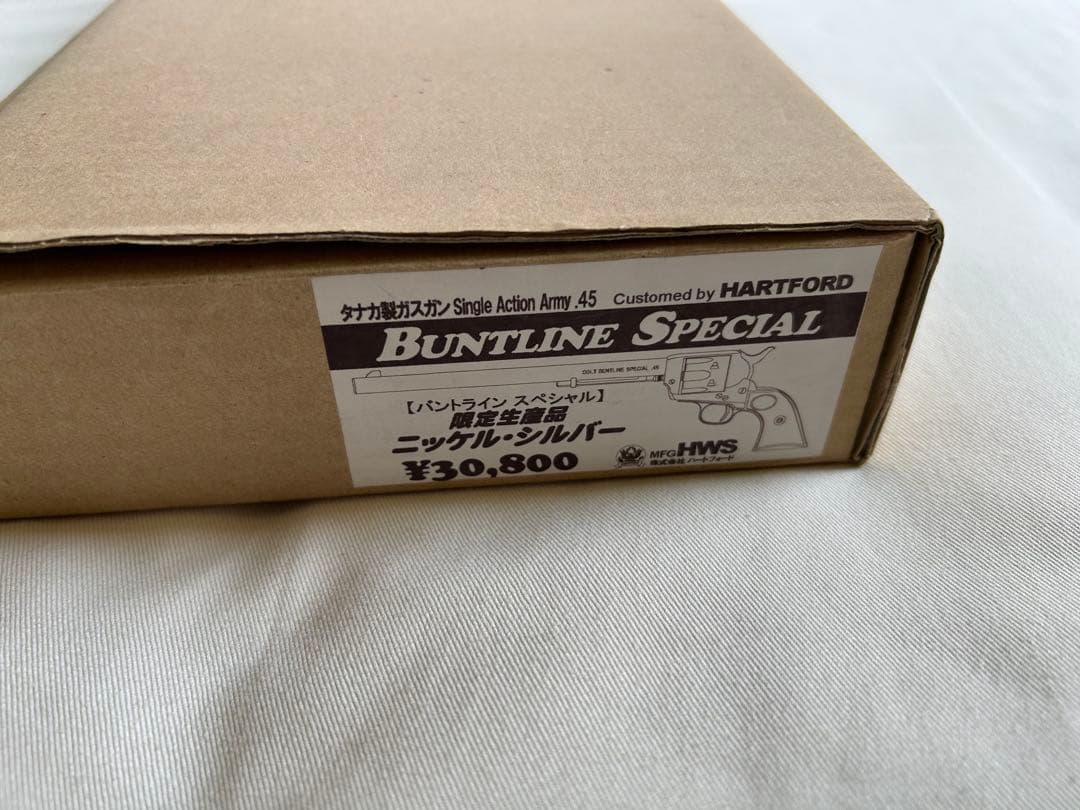 タナカ製ガスガン Single Action Army .45 Customed by HARTFORD
BUNTLINE SPECIAL
COLT BUNTLINE SPECIAL .45
【バントライン スペシャル】
限定生産品
ニッケル・シルバー
¥30,800
MFG HWS
株式会社 ハートフォード